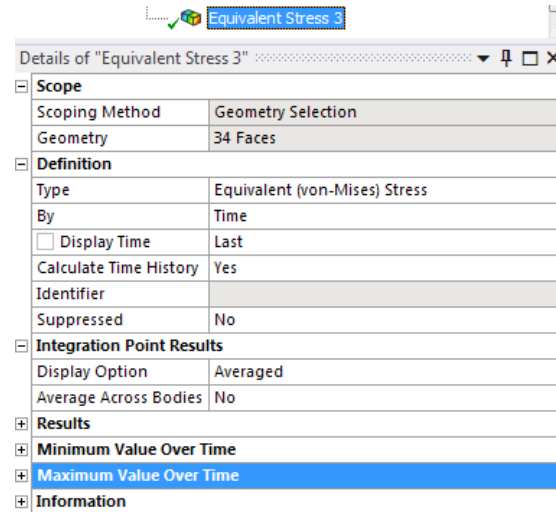 Equivalent Stress 3
Details of "Equivalent Stress 3"
Scope
Scoping Method Geometry Selection
Geometry 34 Faces
Definition
Type Equivalent (von-Mises) Stress
By Time
Display Time Last
Calculate Time History Yes
Identifier
Suppressed No
Integration Point Results
Display Option Averaged
Average Across Bodies No
Results
Minimum Value Over Time
Maximum Value Over Time
Information